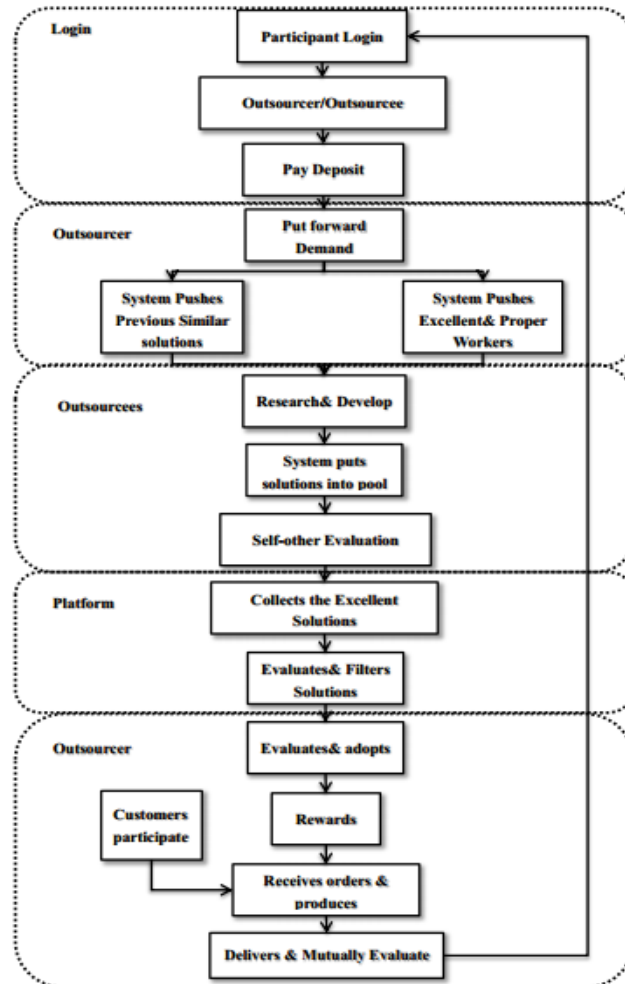 Login
Participant Login
Outsourcer/Outsourcee
Pay Deposit
Outsourcer
Put forward
Demand
System Pushes
Previous Similar
solutions
System Pushes
Excellent& Proper
Workers
Outsourcees
Research& Develop
System puts
solutions into pool
Self-other Evaluation
Platform
Collects the Excellent
Solutions
Evaluates& Filters
Solutions
Outsourcer
Evaluates& adopts
Customers
participate
Rewards
Receives orders &
produces
Delivers & Mutually Evaluate